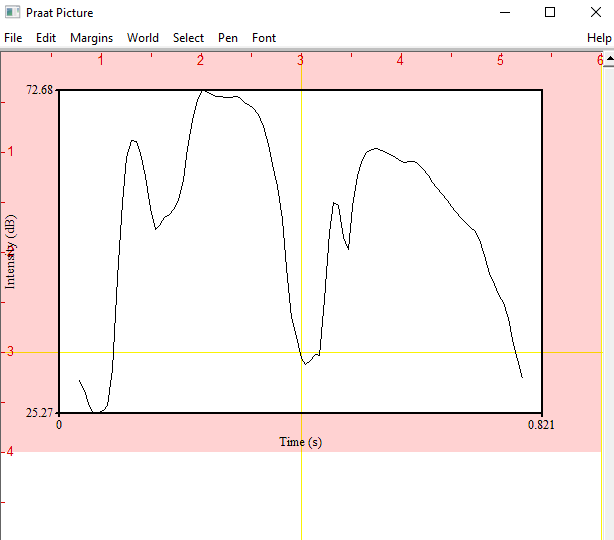 Praat Picture
File Edit Margins World Select Pen Font Help
1 2 3 4 5 6
72.68
1
Intensity (dB)
3
25.27
0 0.821
Time (s)
4